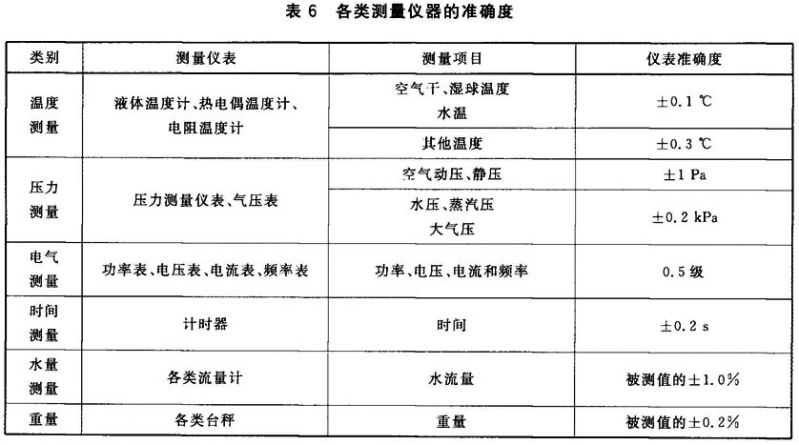 表 6 各类测量仪器的准确度
类别 测量仪表 测量项目 仪表准确度
温度
测量
液体温度计、热电偶温度计、
电阻温度计
空气干、湿球温度
水温
±0.1 ℃
其他温度 ±0.3 ℃
压力
测量
压力测量仪表、气压表
空气动压、静压 ±1 Pa
水压、蒸汽压
大气压
±0.2 kPa
电气
测量
功率表、电压表、电流表、频率表 功率、电压、电流和频率 0.5 级
时间
测量
计时器 时间 ±0.2 s
水量
测量
各类流量计 水流量 被测值的±1.0%
重量 各类台秤 重量 被测值的±0.2%